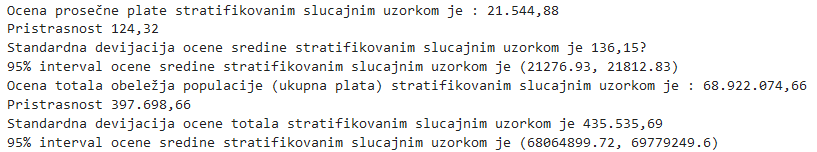 Ocena prosečne plate stratifikovanim slucajnim uzorkom je : 21.544,88
Pristrasnost 124,32
Standardna devijacija ocene sredine stratifikovanim slucajnim uzorkom je 136,15?
95% interval ocene sredine stratifikovanim slucajnim uzorkom je (21276.93, 21812.83)
Ocena totala obeležja populacije (ukupna plata) stratifikovanim slucajnim uzorkom je : 68.922.074,66
Pristrasnost 397.698,66
Standardna devijacija ocene totala stratifikovanim slucajnim uzorkom je 435.535,69
95% interval ocene sredine stratifikovanim slucajnim uzorkom je (68064899.72, 69779249.6)